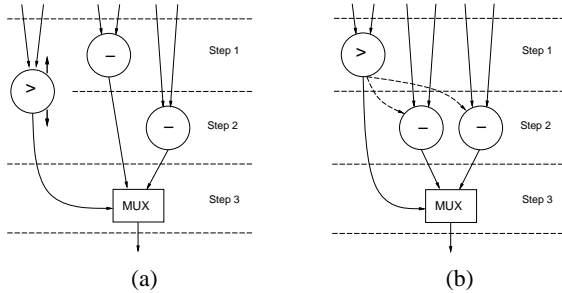 Step 1
Step 1
>
–
>
Step 2
Step 2
–
–
–
MUX
Step 3
MUX
Step 3
(a)
(b)